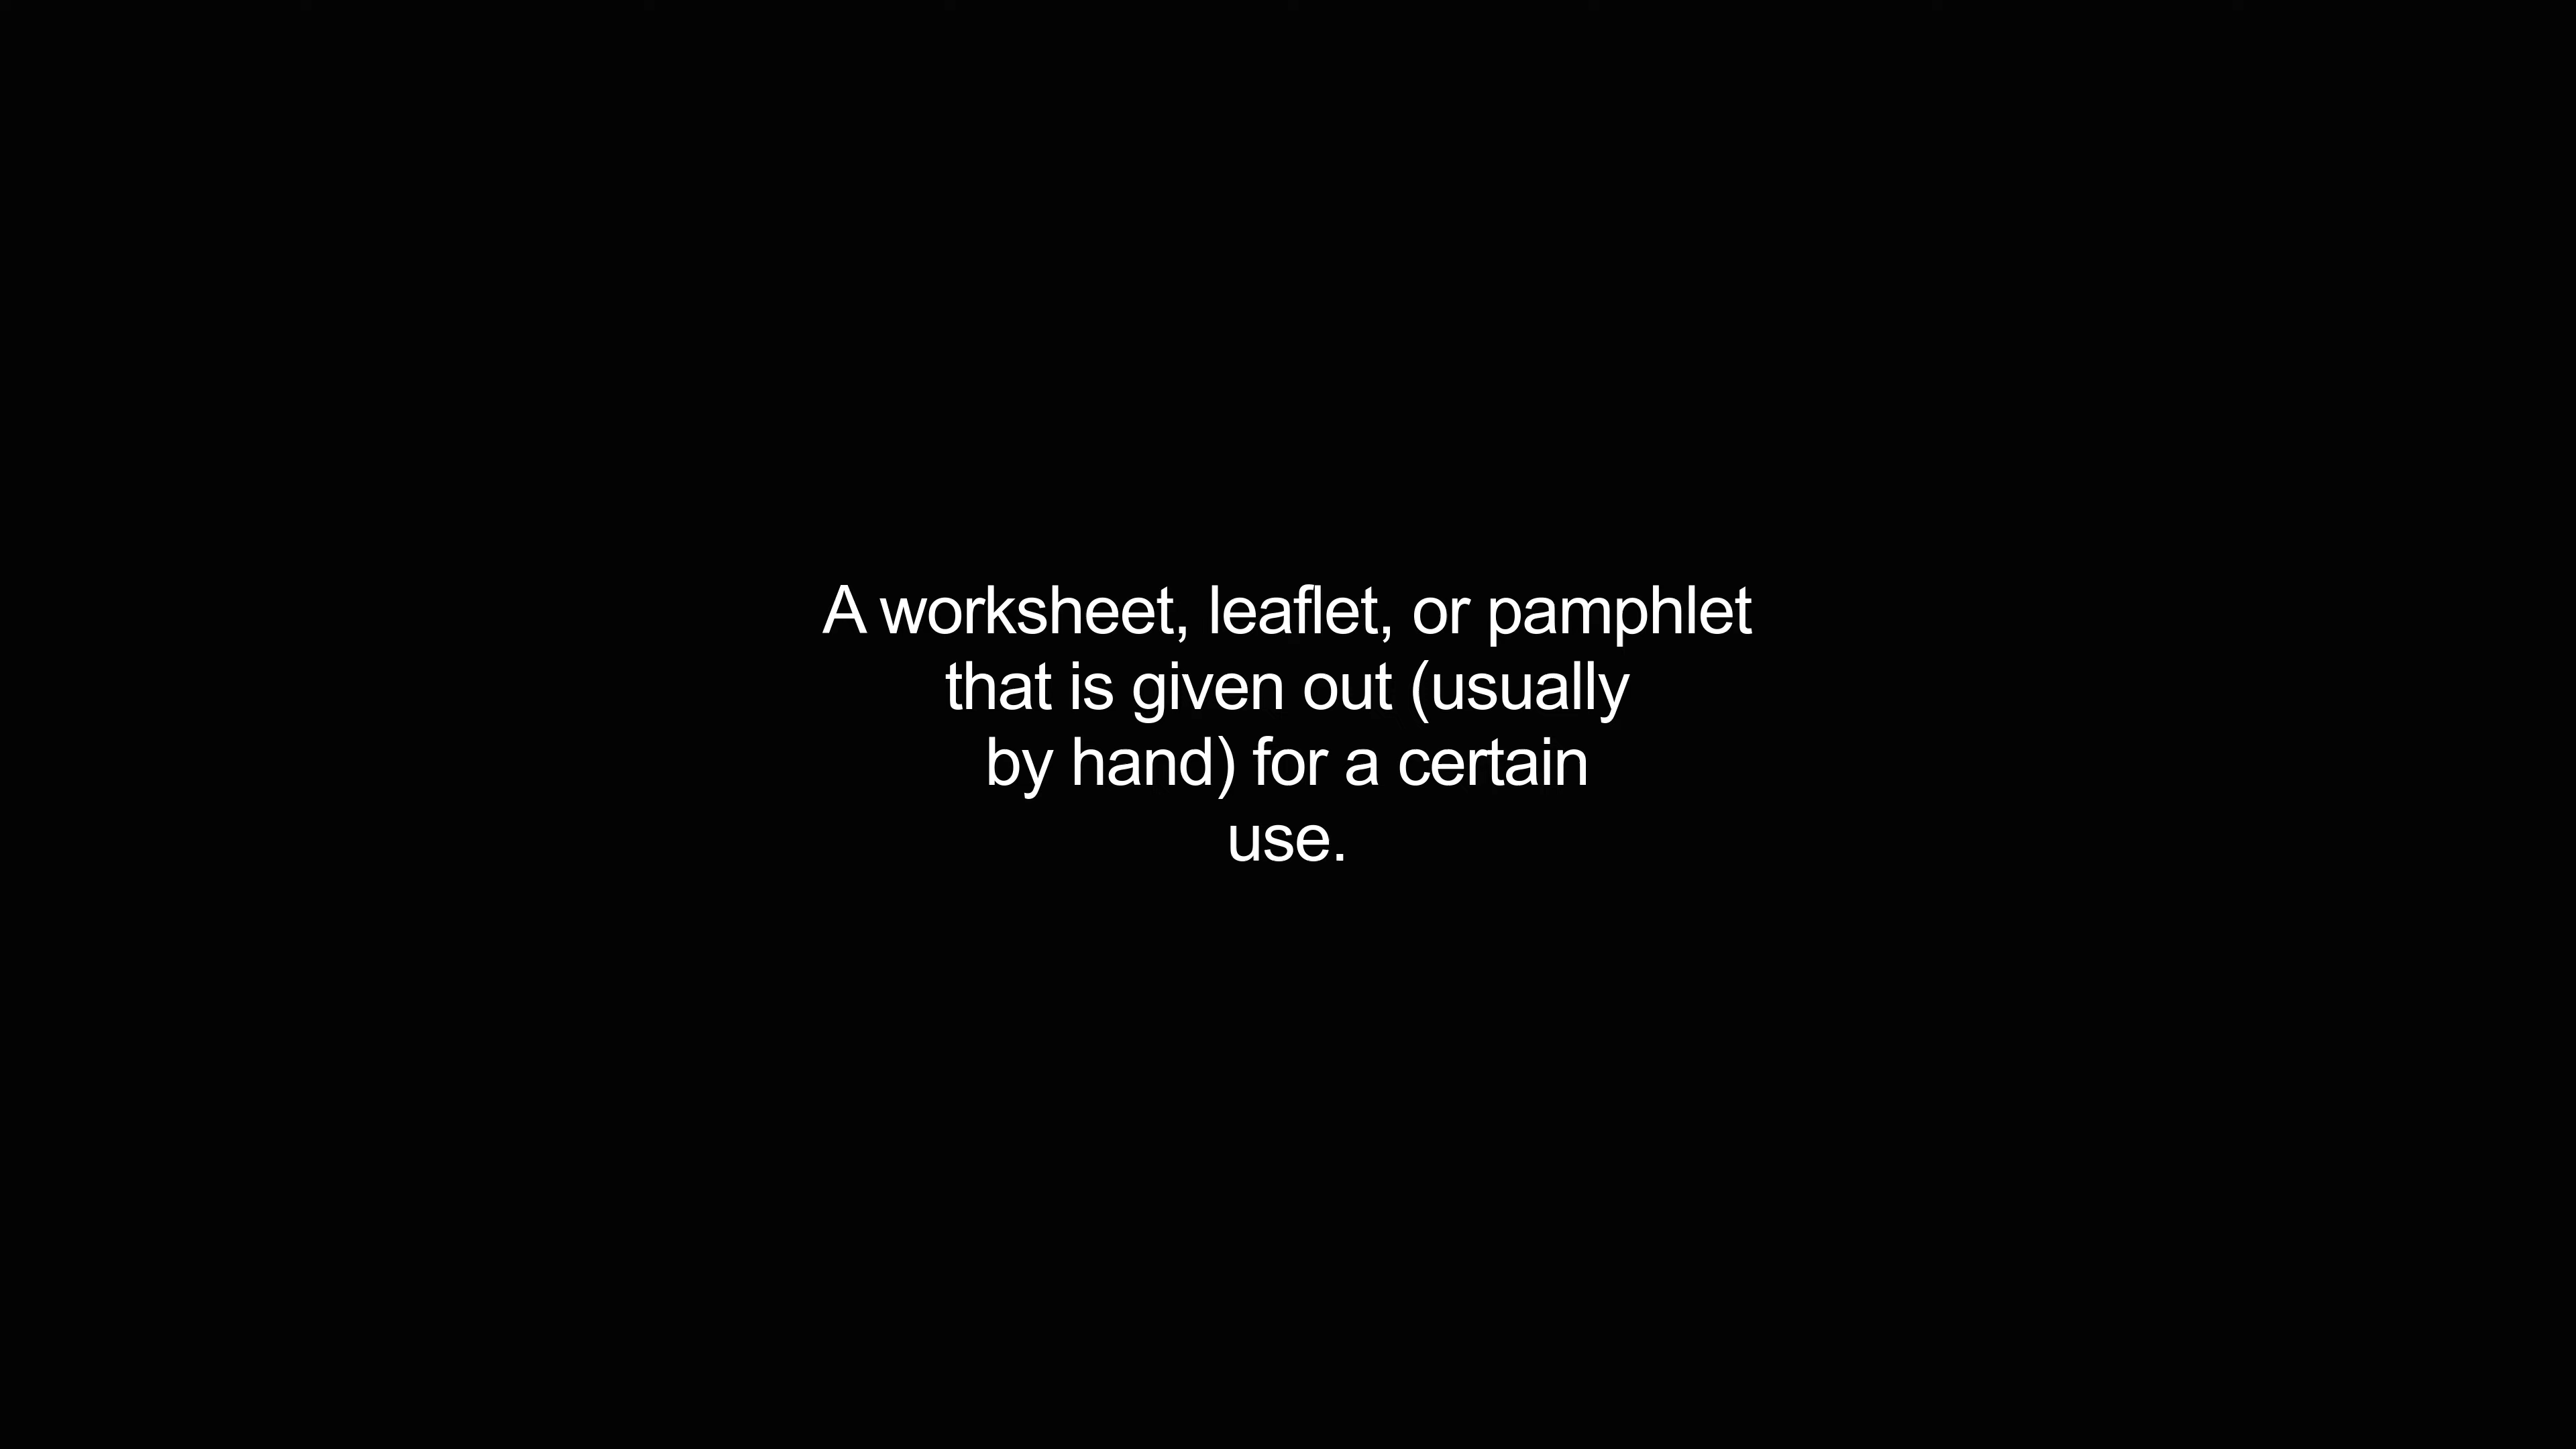 A worksheet, leaflet, or pamphlet
that is given out (usually
by hand) for a certain
use.